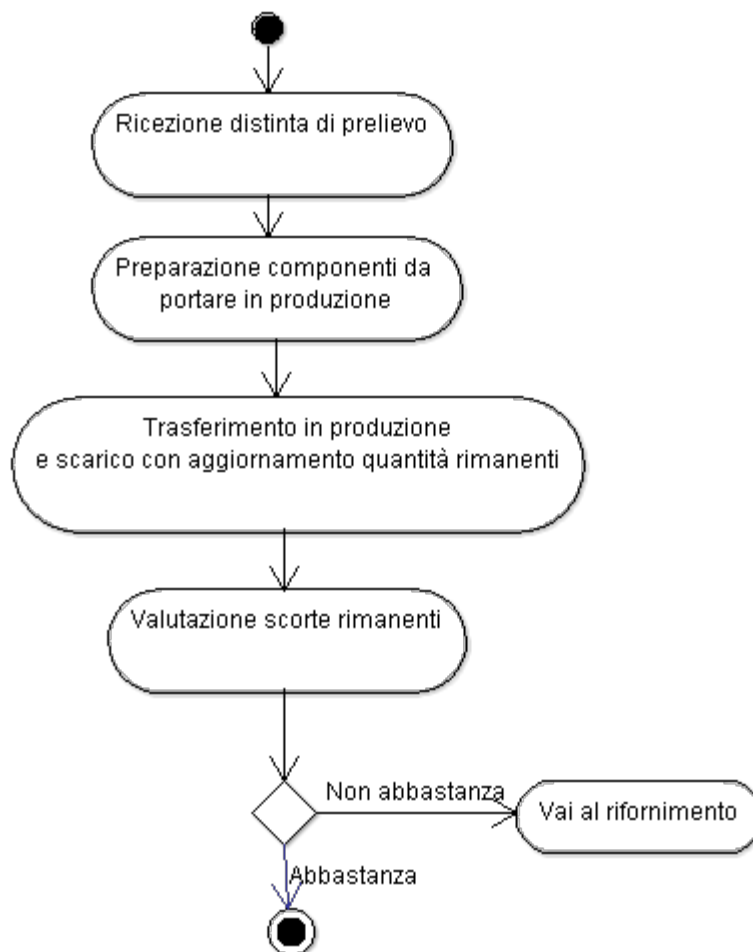 Ricezione distinta di prelievo
Preparazione componenti da
portare in produzione
Trasferimento in produzione
e scarico con aggiornamento quantità rimanenti
Valutazione scorte rimanenti
Non abbastanza
Vai al rifornimento
Abbastanza